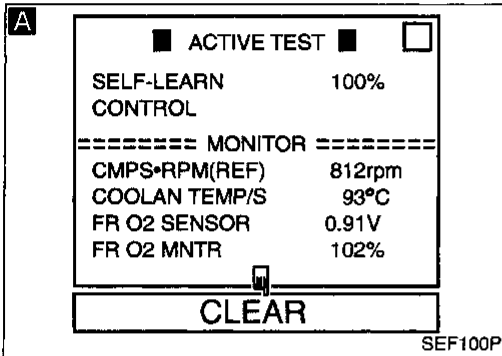 A
■ ACTIVE TEST ■ □
SELF-LEARN 100%
CONTROL
======== MONITOR ========
CMPS•RPM(REF) 812rpm
COOLAN TEMP/S 93°C
FR O2 SENSOR 0.91V
FR O2 MNTR 102%
CLEAR
SEF100P